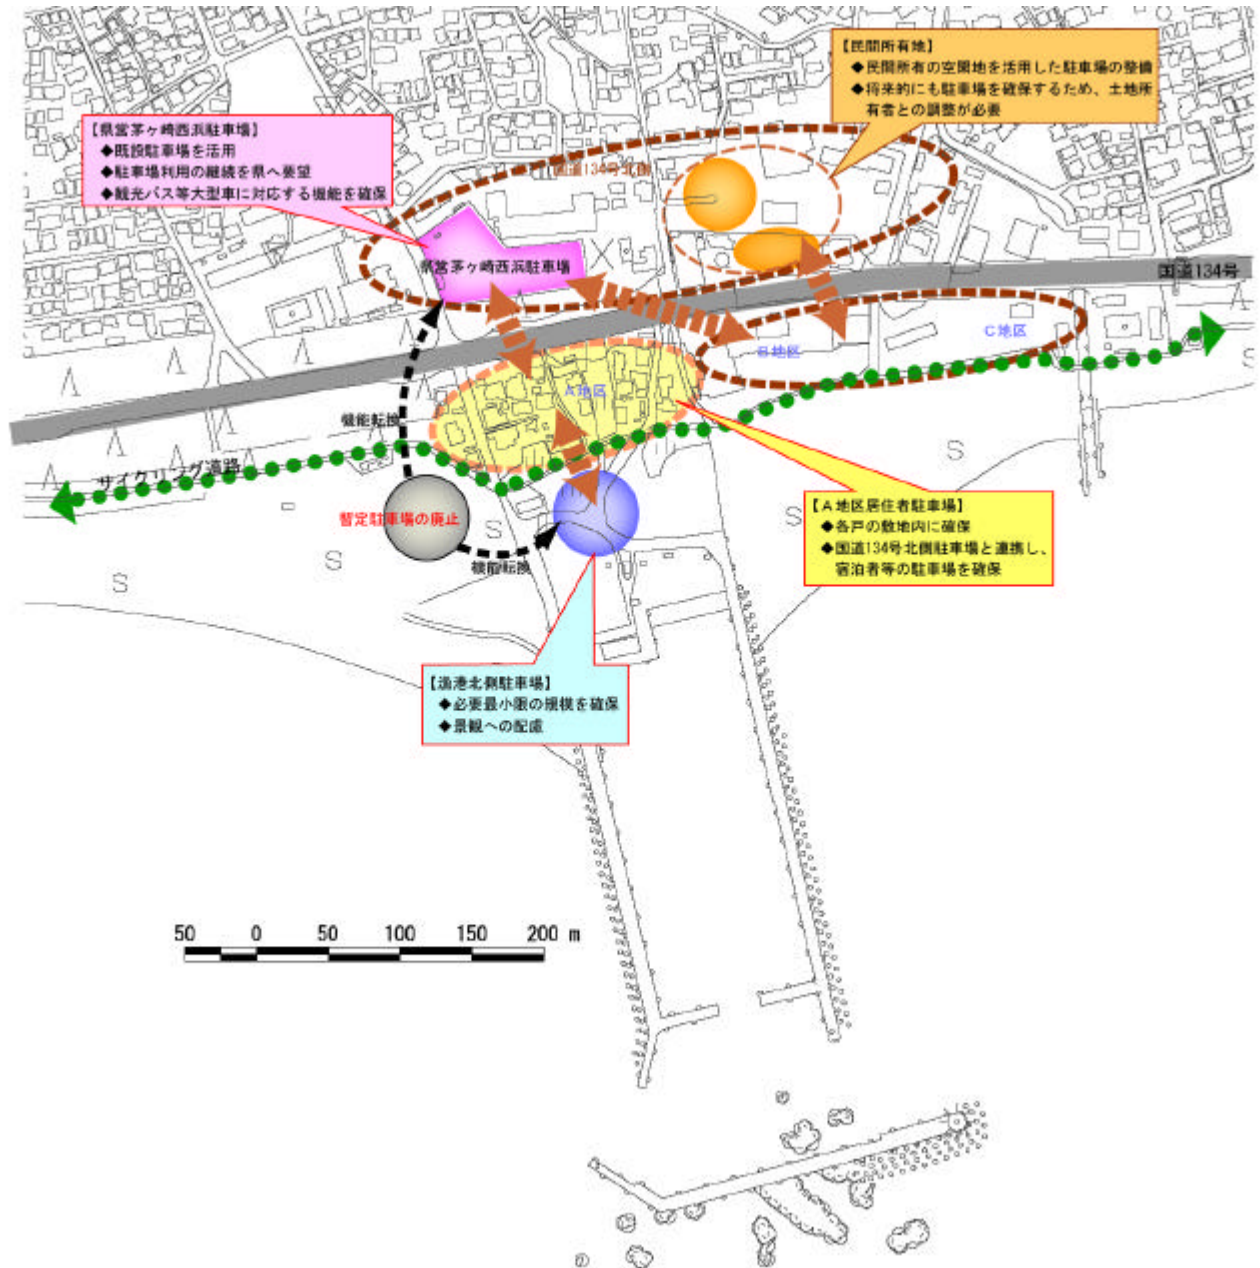 【民間所有地】
◆民間所有の空閑地を活用した駐車場の整備
◆将来的にも駐車場を確保するため、土地所
有者との調整が必要
【県営茅ヶ崎西浜駐車場】
◆既設駐車場を活用
◆駐車場利用の継続を県へ要望
◆観光バス等大型車に対応する機能を確保
国道134号北側
県営茅ヶ崎西浜駐車場
国道134号
B地区
C地区
A地区
機能転換
サイクリング道路
暫定駐車場の廃止
機能転換
【A地区居住者駐車場】
◆各戸の敷地内に確保
◆国道134号北側駐車場と連携し、
宿泊者等の駐車場を確保
【漁港北側駐車場】
◆必要最小限の規模を確保
◆景観への配慮
S
S
S
S
S
50 0 50 100 150 200 m